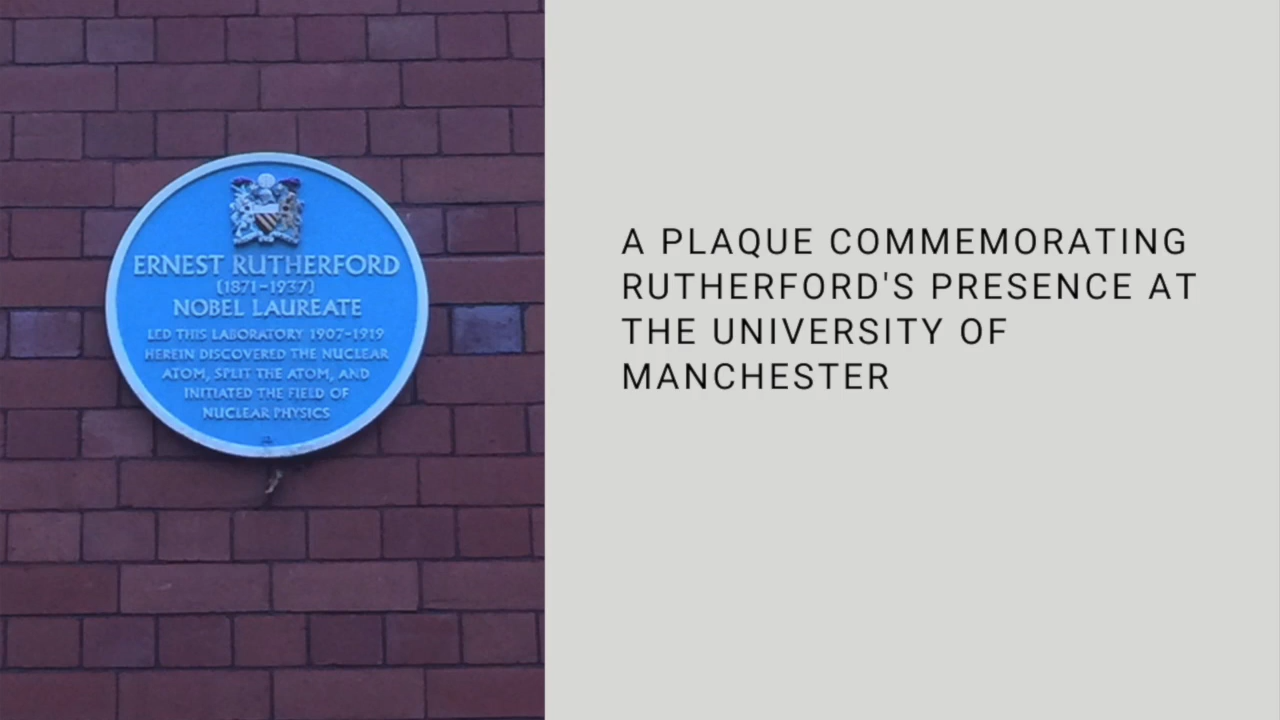 ERNEST RUTHERFORD
(1871-1937)
NOBEL LAUREATE
LED THIS LABORATORY 1907-1919
HEREIN DISCOVERED THE NUCLEAR
ATOM, SPLIT THE ATOM, AND
INITIATED THE FIELD OF
NUCLEAR PHYSICS
A PLAQUE COMMEMORATING
RUTHERFORD'S PRESENCE AT
THE UNIVERSITY OF
MANCHESTER